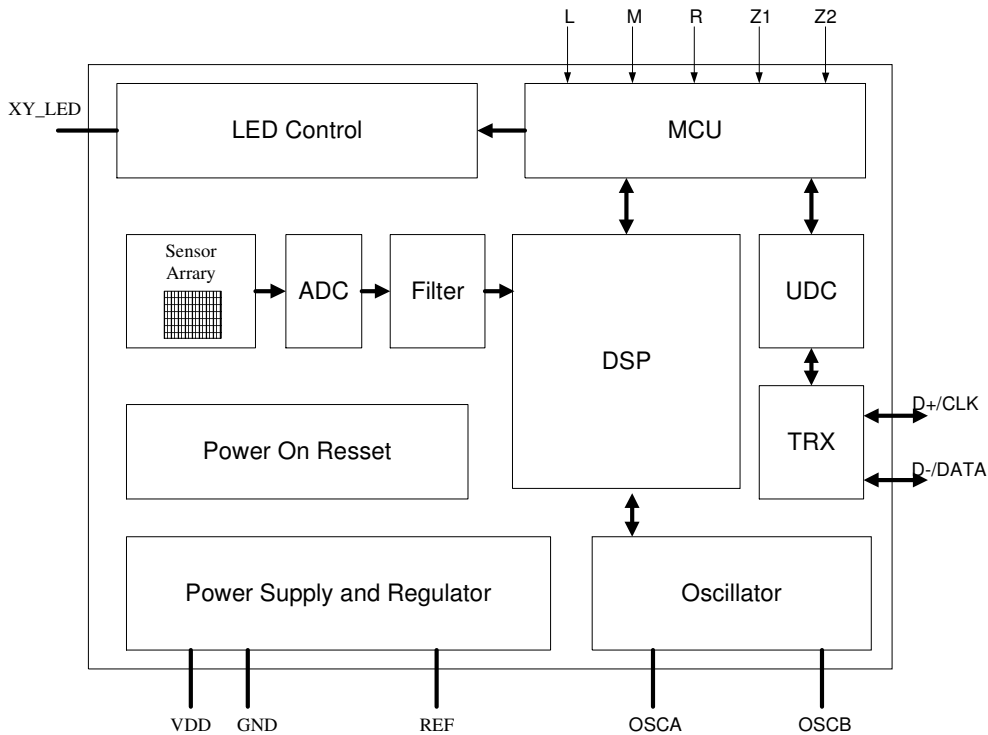 L M R Z1 Z2
XY_LED
LED Control
MCU
Sensor
Arrary
ADC
Filter
DSP
UDC
TRX
D+/CLK
D-/DATA
Power On Resset
Power Supply and Regulator
Oscillator
VDD GND REF OSCA OSCB